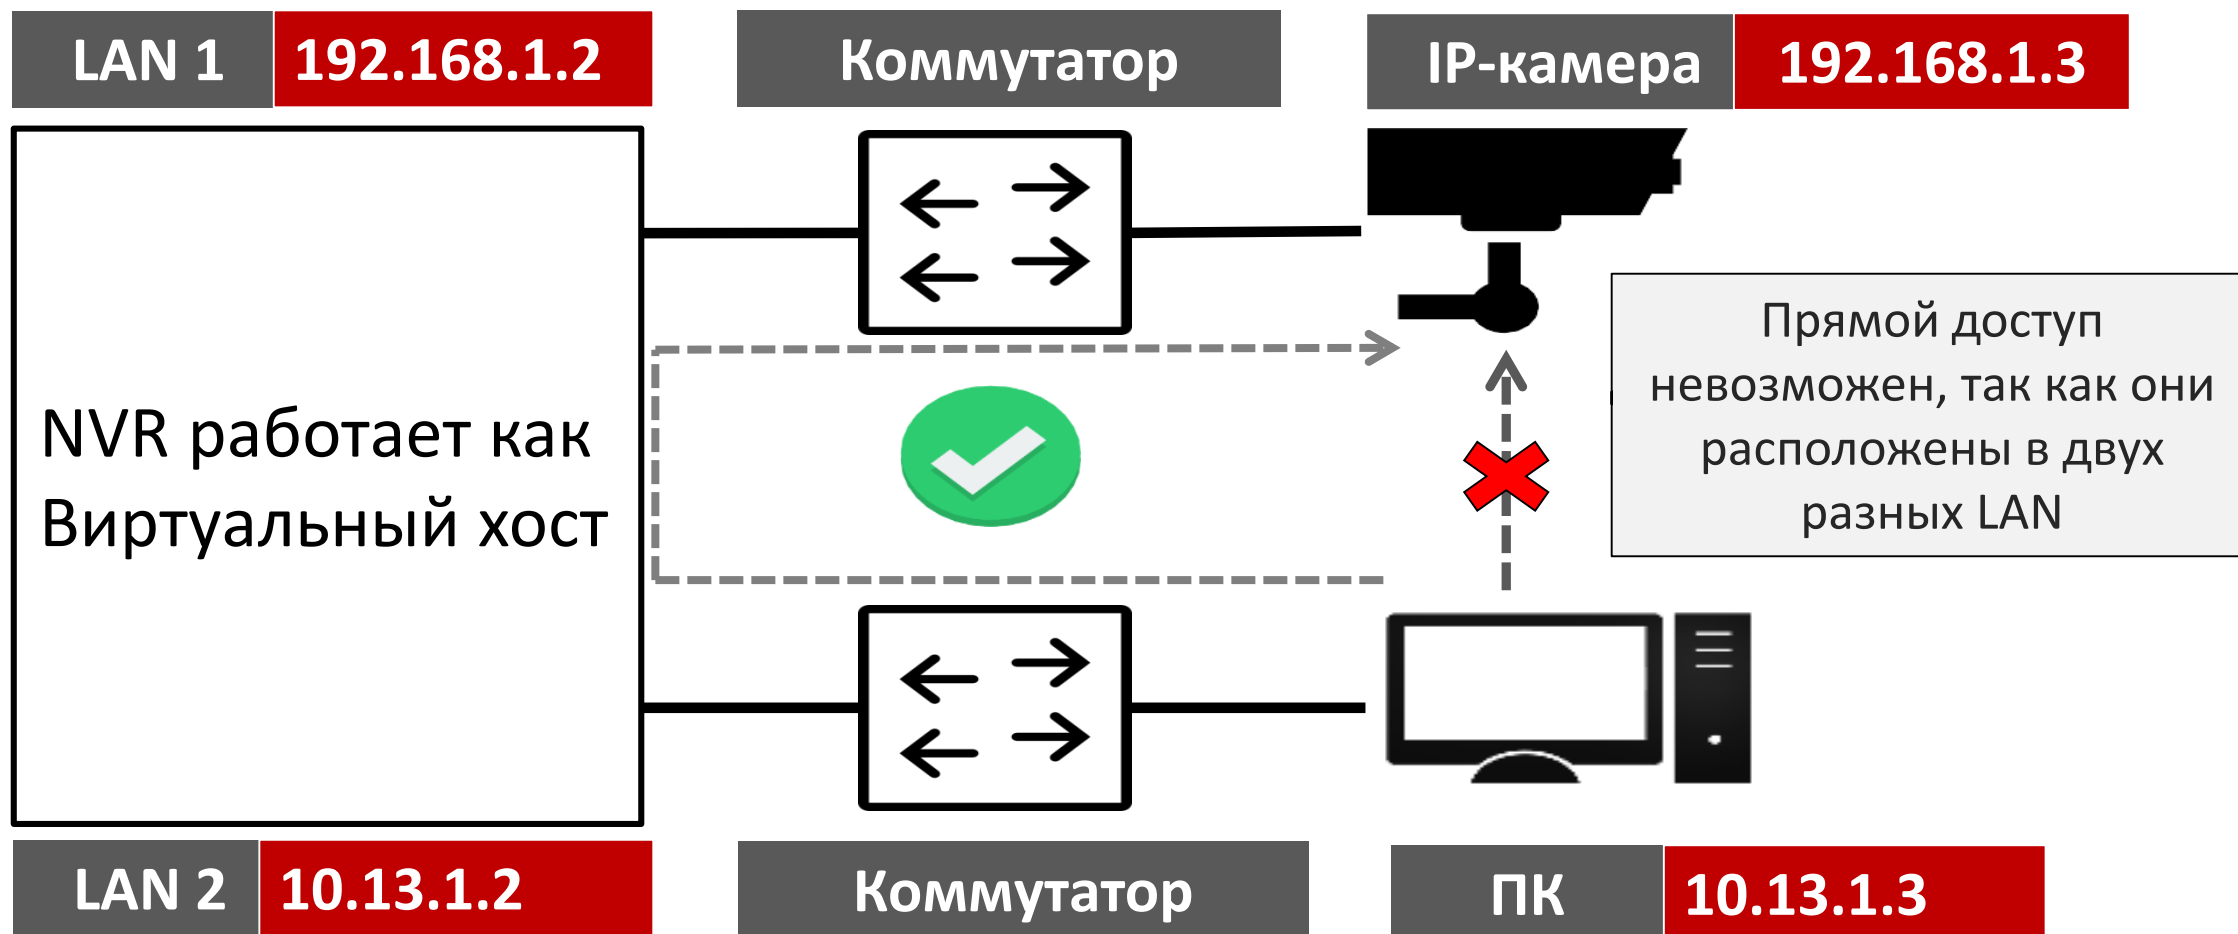 LAN 1 192.168.1.2 Коммутатор IP-камера 192.168.1.3
NVR работает как
Виртуальный хост
Прямой доступ
невозможен, так как они
расположены в двух
разных LAN
LAN 2 10.13.1.2 Коммутатор ПК 10.13.1.3